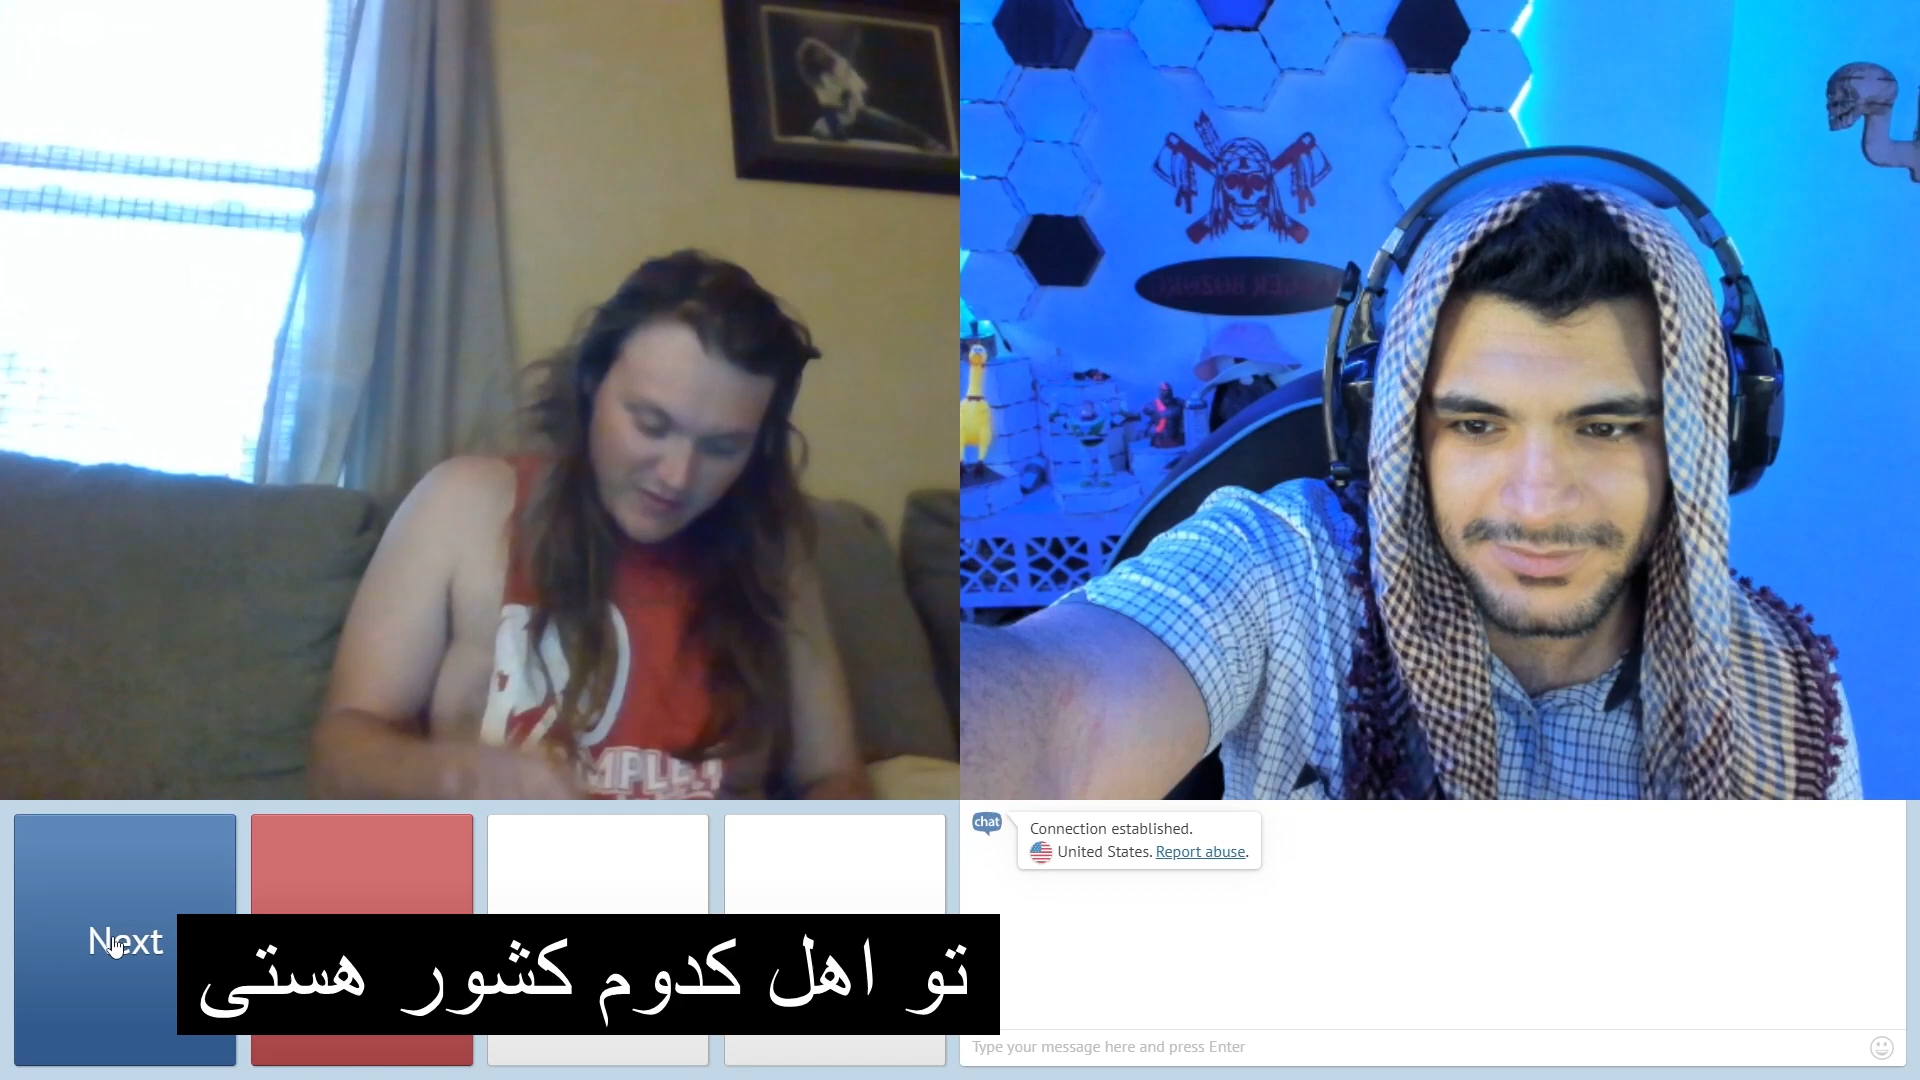 chat
Connection established.
United States. Report abuse.
Next
تو اهل کدوم کشور هستی
Type your message here and press Enter